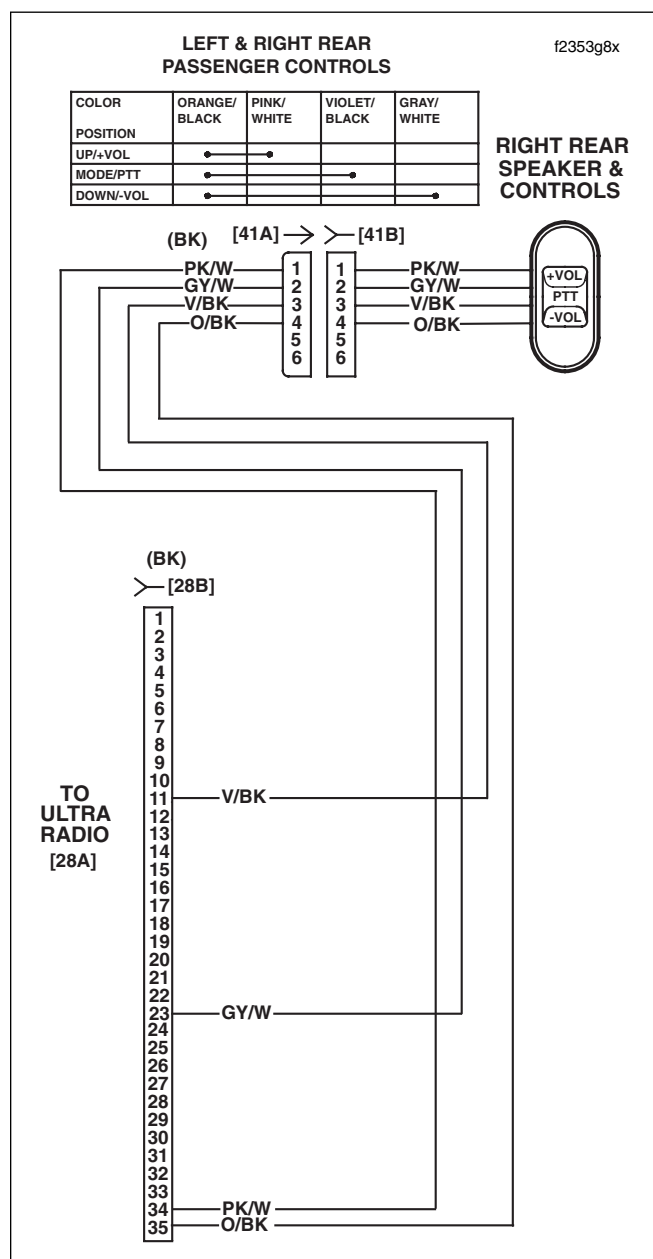 LEFT & RIGHT REAR
PASSENGER CONTROLS
f2353g8x
COLOR
POSITION
ORANGE/
BLACK
PINK/
WHITE
VIOLET/
BLACK
GRAY/
WHITE
UP/+VOL
MODE/PTT
DOWN/-VOL
RIGHT REAR
SPEAKER &
CONTROLS
(BK)
[41A]
[41B]
PK/W 1 1 PK/W
GY/W 2 2 GY/W
V/BK 3 3 V/BK
O/BK 4 4 O/BK
5 5
6 6
+VOL
PTT
-VOL
(BK)
[28B]
TO
ULTRA
RADIO
[28A]
1
2
3
4
5
6
7
8
9
10
11 V/BK
12
13
14
15
16
17
18
19
20
21
22
23 GY/W
24
25
26
27
28
29
30
31
32
33
34 PK/W
35 O/BK